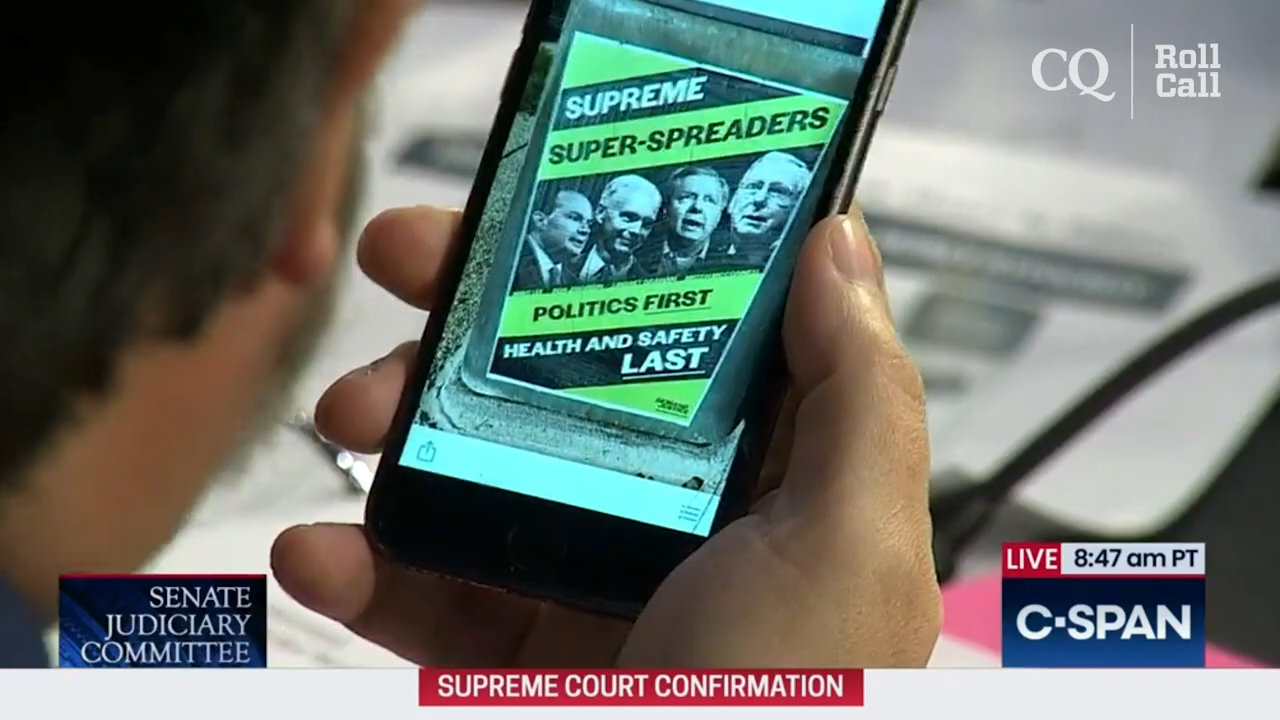 CQ
Roll
Call
SUPREME
SUPER-SPREADERS
POLITICS FIRST
HEALTH AND SAFETY
LAST
SENATE
JUDICIARY
COMMITTEE
LIVE 8:47 am PT
C-SPAN
SUPREME COURT CONFIRMATION